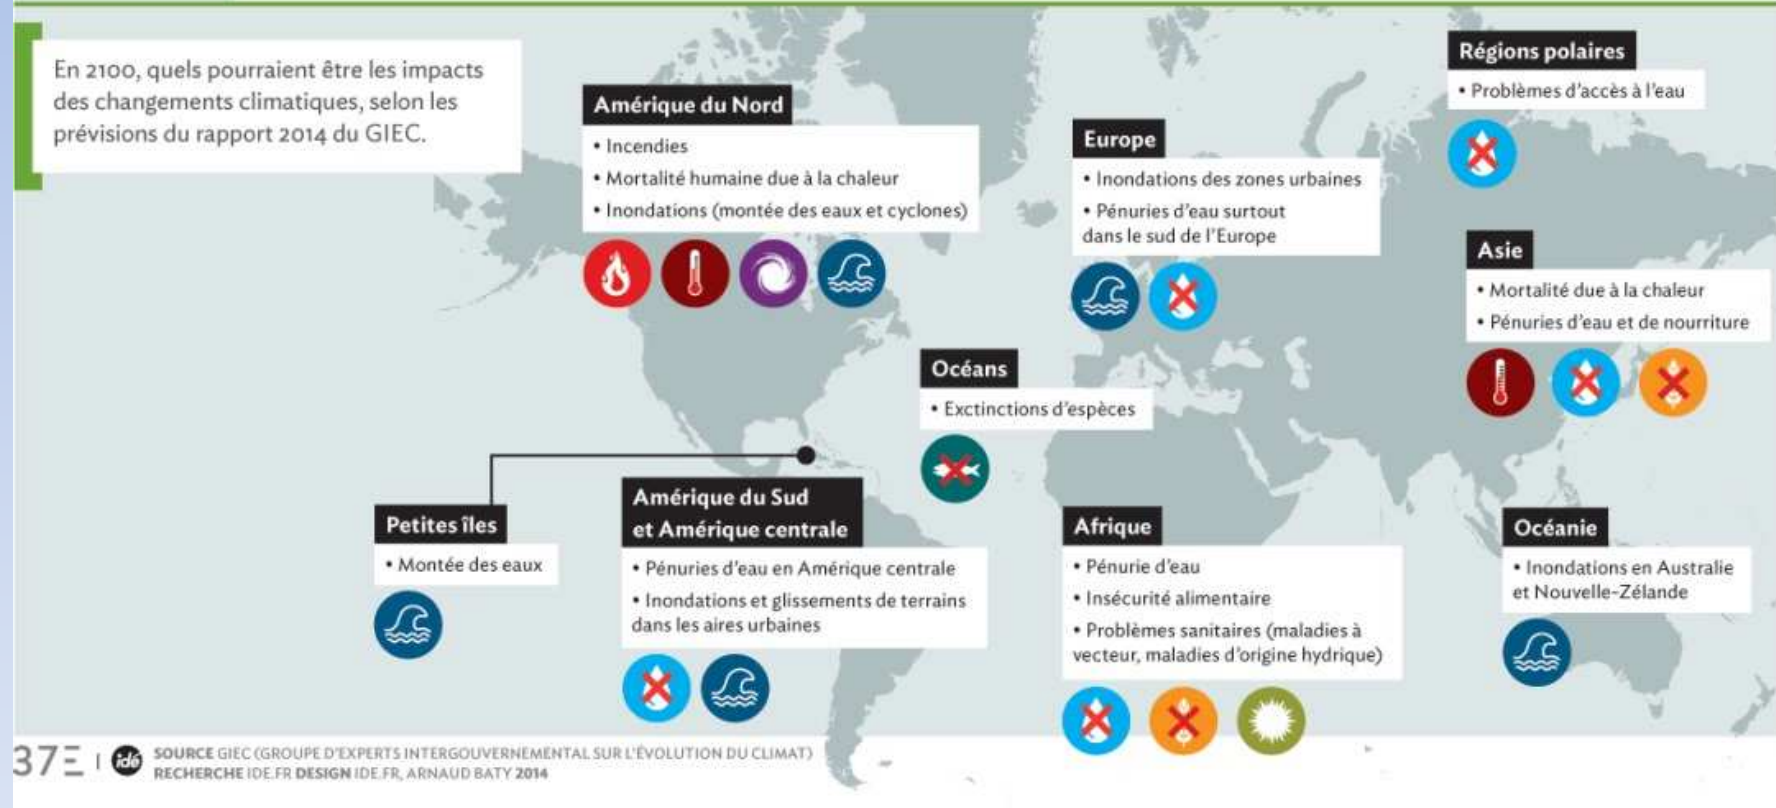 En 2100, quels pourraient être les impacts
des changements climatiques, selon les
prévisions du rapport 2014 du GIEC.
Amérique du Nord
• Incendies
• Mortalité humaine due à la chaleur
• Inondations (montée des eaux et cyclones)
Europe
• Inondations des zones urbaines
• Pénuries d'eau surtout
dans le sud de l'Europe
Régions polaires
• Problèmes d'accès à l'eau
Asie
• Mortalité due à la chaleur
• Pénuries d'eau et de nourriture
Océans
• Exctinctions d'espèces
Petites îles
• Montée des eaux
Amérique du Sud
et Amérique centrale
• Pénuries d'eau en Amérique centrale
• Inondations et glissements de terrains
dans les aires urbaines
Afrique
• Pénurie d'eau
• Insécurité alimentaire
• Problèmes sanitaires (maladies à
vecteur, maladies d'origine hydrique)
Océanie
• Inondations en Australie
et Nouvelle-Zélande
37E | idé
SOURCE GIEC (GROUPE D'EXPERTS INTERGOUVERNEMENTAL SUR L'ÉVOLUTION DU CLIMAT)
RECHERCHE IDE.FR DESIGN IDE.FR, ARNAUD BATY 2014